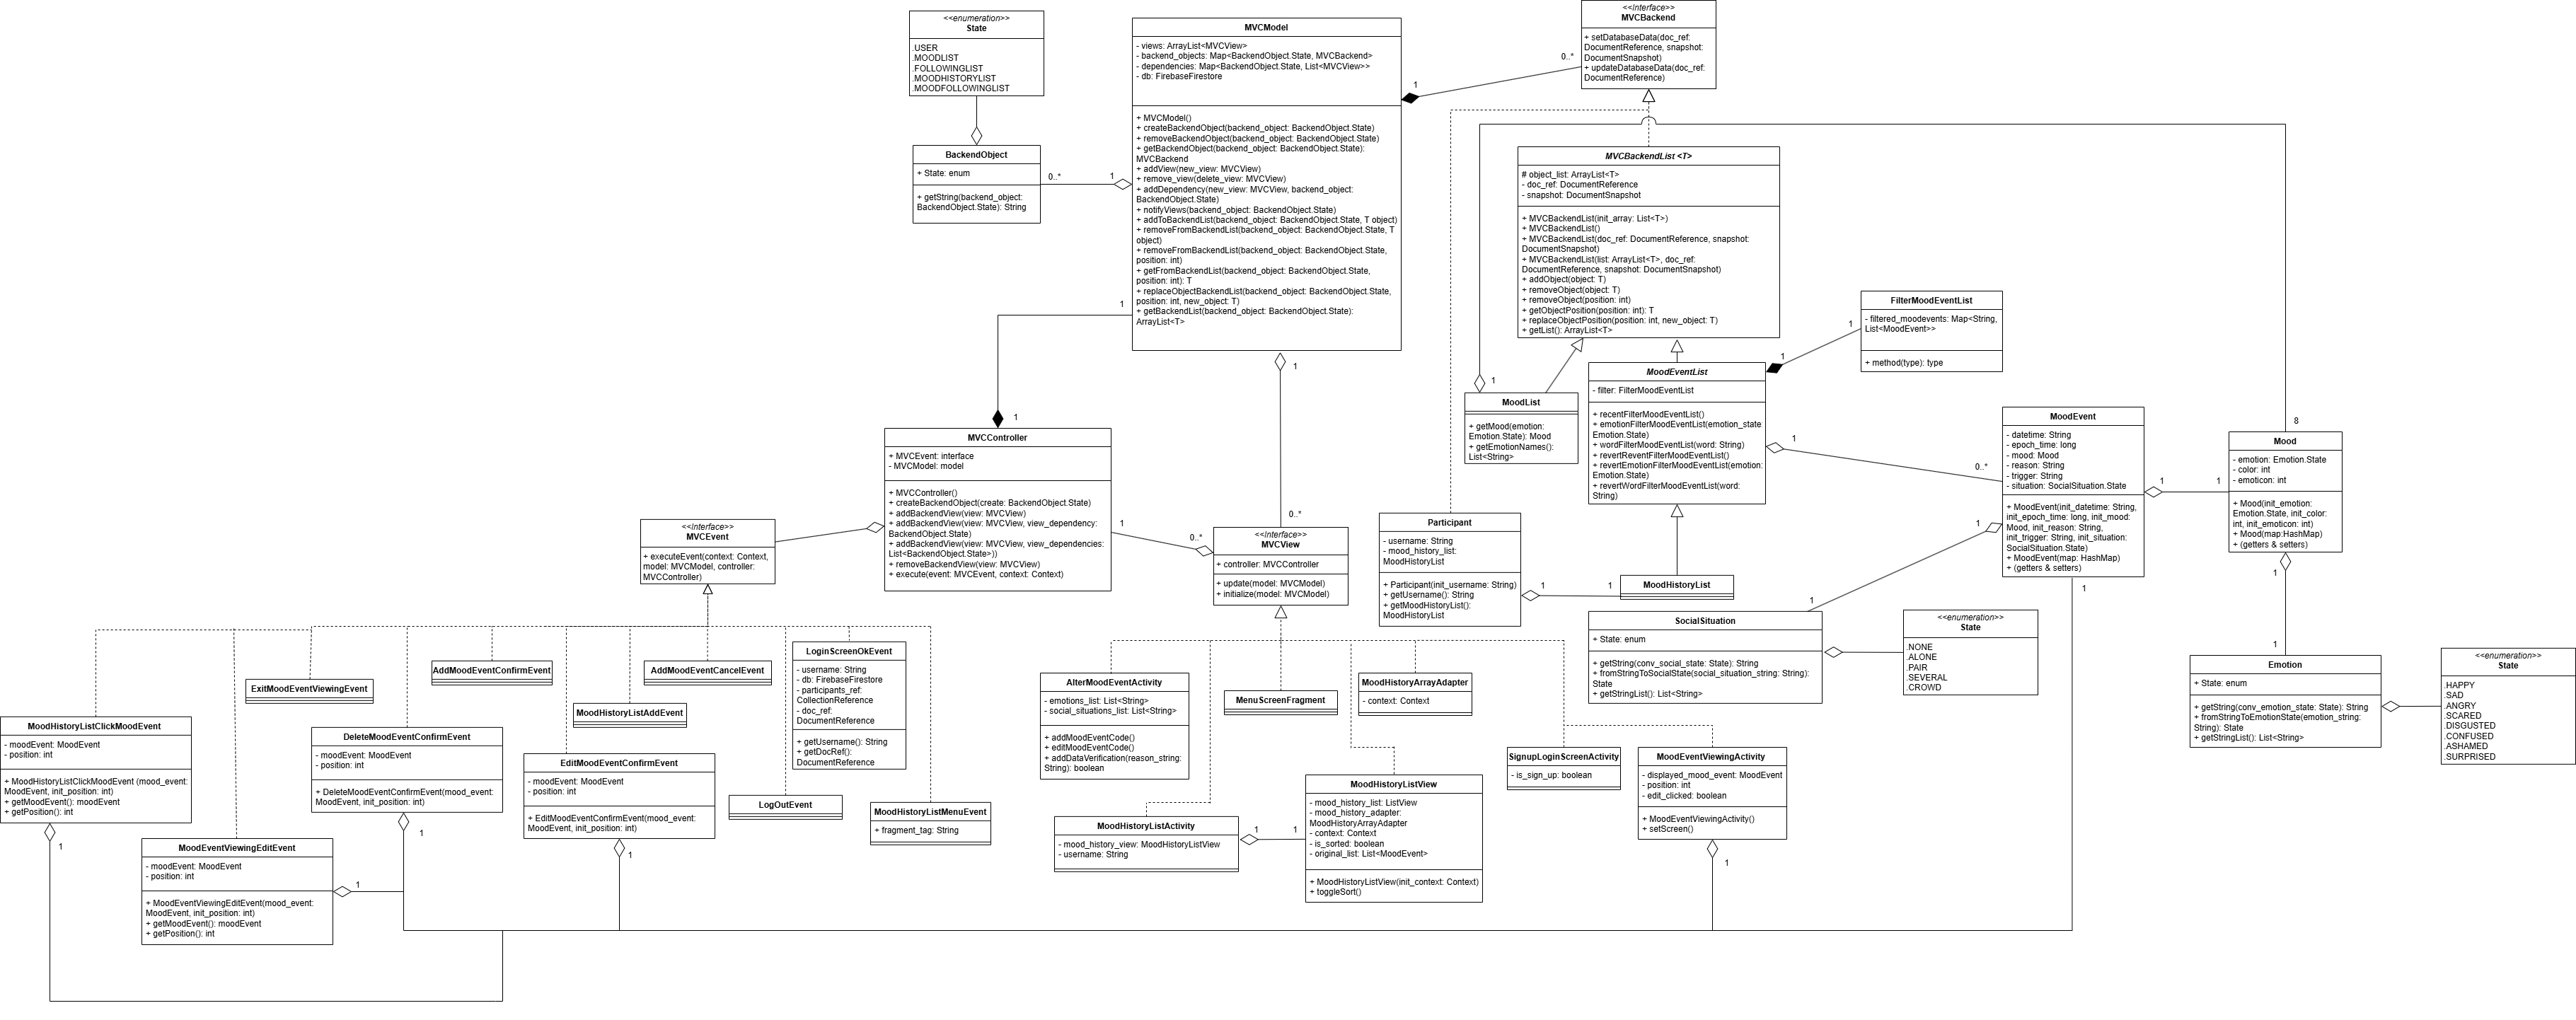 <<enumeration>>
State
.USER
.MOODLIST
.FOLLOWINGLIST
.MOODHISTORYLIST
.MOODFOLLOWINGLIST
BackendObject
+ State: enum
+ getString(backend_object:
BackendObject.State): String
0..*
1
MVCModel
- views: ArrayList<MVCView>
- backend_objects: Map<BackendObject.State, MVCBackend>
- dependencies: Map<BackendObject.State, List<MVCView>>
- db: FirebaseFirestore
+ MVCModel()
+ createBackendObject(backend_object: BackendObject.State)
+ removeBackendObject(backend_object: BackendObject.State)
+ getBackendObject(backend_object: BackendObject.State):
MVCBackend
+ addView(new_view: MVCView)
+ remove_view(delete_view: MVCView)
+ addDependency(new_view: MVCView, backend_object:
BackendObject.State)
+ notifyViews(backend_object: BackendObject.State)
+ addToBackendList(backend_object: BackendObject.State, T object)
+ removeFromBackendList(backend_object: BackendObject.State, T
object)
+ removeFromBackendList(backend_object: BackendObject.State,
position: int)
+ getFromBackendList(backend_object: BackendObject.State,
position: int): T
+ replaceObjectBackendList(backend_object: BackendObject.State,
position: int, new_object: T)
+ getBackendList(backend_object: BackendObject.State):
ArrayList<T>
1
0..*
<<Interface>>
MVCBackend
+ setDatabaseData(doc_ref:
DocumentReference, snapshot:
DocumentSnapshot)
+ updateDatabaseData(doc_ref:
DocumentReference)
MVCBackendList <T>
# object_list: ArrayList<T>
- doc_ref: DocumentReference
- snapshot: DocumentSnapshot
+ MVCBackendList(init_array: List<T>)
+ MVCBackendList()
+ MVCBackendList(doc_ref: DocumentReference, snapshot:
DocumentSnapshot)
+ MVCBackendList(list: ArrayList<T>, doc_ref:
DocumentReference, snapshot: DocumentSnapshot)
+ addObject(object: T)
+ removeObject(object: T)
+ removeObject(position: int)
+ getObjectPosition(position: int): T
+ replaceObjectPosition(position: int, new_object: T)
+ getList(): ArrayList<T>
FilterMoodEventList
- filtered_moodevents: Map<String,
List<MoodEvent>>
+ method(type): type
1
1
MoodEventList
- filter: FilterMoodEventList
+ recentFilterMoodEventList()
+ emotionFilterMoodEventList(emotion_state:
Emotion.State)
+ wordFilterMoodEventList(word: String)
+ revertReventFilterMoodEventList()
+ revertEmotionFilterMoodEventList(emotion:
Emotion.State)
+ revertWordFilterMoodEventList(word:
String)
1
MoodList
+ getMood(emotion:
Emotion.State): Mood
+ getEmotionNames():
List<String>
1
0..*
MoodEvent
- datetime: String
- epoch_time: long
- mood: Mood
- reason: String
- trigger: String
- situation: SocialSituation.State
+ MoodEvent(init_datetime: String,
init_epoch_time: long, init_mood:
Mood, init_reason: String,
init_trigger: String, init_situation:
SocialSituation.State)
+ MoodEvent(map: HashMap)
+ (getters & setters)
1
1
8
Mood
- emotion: Emotion.State
- color: int
- emoticon: int
+ Mood(init_emotion:
Emotion.State, init_color:
int, init_emoticon: int)
+ Mood(map:HashMap)
+ (getters & setters)
1
1
1
1
1
Emotion
+ State: enum
+ getString(conv_emotion_state: State): String
+ fromStringToEmotionState(emotion_string:
String): State
+ getStringList(): List<String>
<<enumeration>>
State
.HAPPY
.SAD
.ANGRY
.SCARED
.DISGUSTED
.CONFUSED
.ASHAMED
.SURPRISED
Participant
- username: String
- mood_history_list:
MoodHistoryList
+ Participant(init_username: String)
+ getUsername(): String
+ getMoodHistoryList():
MoodHistoryList
1
1
MoodHistoryList
SocialSituation
+ State: enum
+ getString(conv_social_state: State): String
+ fromStringToSocialState(social_situation_string: String):
State
+ getStringList(): List<String>
<<enumeration>>
State
.NONE
.ALONE
.PAIR
.SEVERAL
.CROWD
1
1
MVCController
+ MVCEvent: interface
- MVCModel: model
+ MVCController()
+ createBackendObject(create: BackendObject.State)
+ addBackendView(view: MVCView)
+ addBackendView(view: MVCView, view_dependency:
BackendObject.State)
+ addBackendView(view: MVCView, view_dependencies:
List<BackendObject.State>))
+ removeBackendView(view: MVCView)
+ execute(event: MVCEvent, context: Context)
1
0..*
1
0..*
<<Interface>>
MVCView
+ controller: MVCController
+ update(model: MVCModel)
+ initialize(model: MVCModel)
<<Interface>>
MVCEvent
+ executeEvent(context: Context,
model: MVCModel, controller:
MVCController)
ExitMoodEventViewingEvent
AddMoodEventConfirmEvent
AddMoodEventCancelEvent
LoginScreenOkEvent
- username: String
- db: FirebaseFirestore
- participants_ref:
CollectionReference
- doc_ref:
DocumentReference
+ getUsername(): String
+ getDocRef():
DocumentReference
MoodHistoryListAddEvent
MoodHistoryListClickMoodEvent
- moodEvent: MoodEvent
- position: int
+ MoodHistoryListClickMoodEvent (mood_event:
MoodEvent, init_position: int)
+ getMoodEvent(): moodEvent
+ getPosition(): int
1
DeleteMoodEventConfirmEvent
- moodEvent: MoodEvent
- position: int
+ DeleteMoodEventConfirmEvent(mood_event:
MoodEvent, init_position: int)
1
EditMoodEventConfirmEvent
- moodEvent: MoodEvent
- position: int
+ EditMoodEventConfirmEvent(mood_event:
MoodEvent, init_position: int)
1
LogOutEvent
MoodHistoryListMenuEvent
+ fragment_tag: String
MoodEventViewingEditEvent
- moodEvent: MoodEvent
- position: int
+ MoodEventViewingEditEvent(mood_event:
MoodEvent, init_position: int)
+ getMoodEvent(): moodEvent
+ getPosition(): int
1
AlterMoodEventActivity
- emotions_list: List<String>
- social_situations_list: List<String>
+ addMoodEventCode()
+ editMoodEventCode()
+ addDataVerification(reason_string:
String): boolean
MenuScreenFragment
MoodHistoryArrayAdapter
- context: Context
SignupLoginScreenActivity
- is_sign_up: boolean
MoodEventViewingActivity
- displayed_mood_event: MoodEvent
- position: int
- edit_clicked: boolean
+ MoodEventViewingActivity()
+ setScreen()
1
MoodHistoryListView
- mood_history_list: ListView
- mood_history_adapter:
MoodHistoryArrayAdapter
- context: Context
- is_sorted: boolean
- original_list: List<MoodEvent>
+ MoodHistoryListView(init_context: Context)
+ toggleSort()
MoodHistoryListActivity
- mood_history_view: MoodHistoryListView
- username: String
1
1